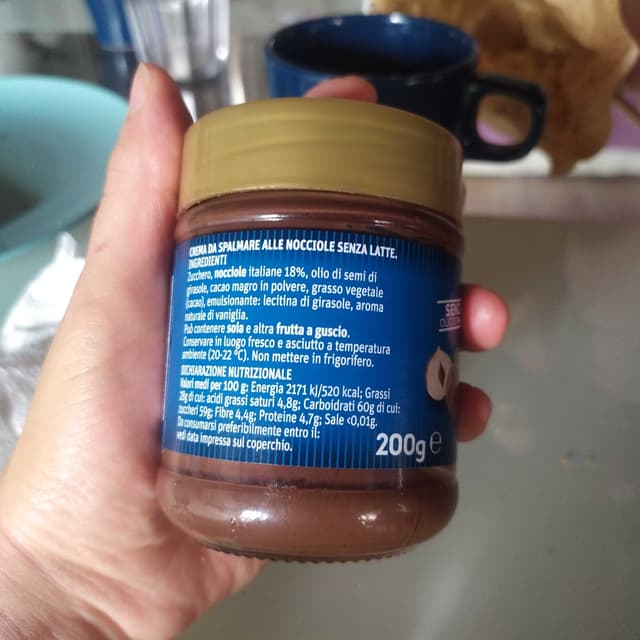 CREMA DA SPALMARE ALLE NOCCIOLE SENZA LATTE.
INGREDIENTI
Zucchero, nocciole italiane 18%, olio di semi di
girasole, cacao magro in polvere, grasso vegetale
(cacao), emulsionante: lecitina di girasole, aroma
naturale di vaniglia.
Può contenere soia e altra frutta a guscio.
Conservare in luogo fresco e asciutto a temperatura
ambiente (20-22 °C). Non mettere in frigorifero.
DICHIARAZIONE NUTRIZIONALE
Valori medi per 100 g: Energia 2171 kJ/520 kcal; Grassi
28g di cui: acidi grassi saturi 4,8g; Carboidrati 60g di cui:
zuccheri 59g; Fibre 4,4g; Proteine 4,7g; Sale <0,01g.
Da consumarsi preferibilmente entro il:
vedi data impressa sul coperchio.
200g ℮